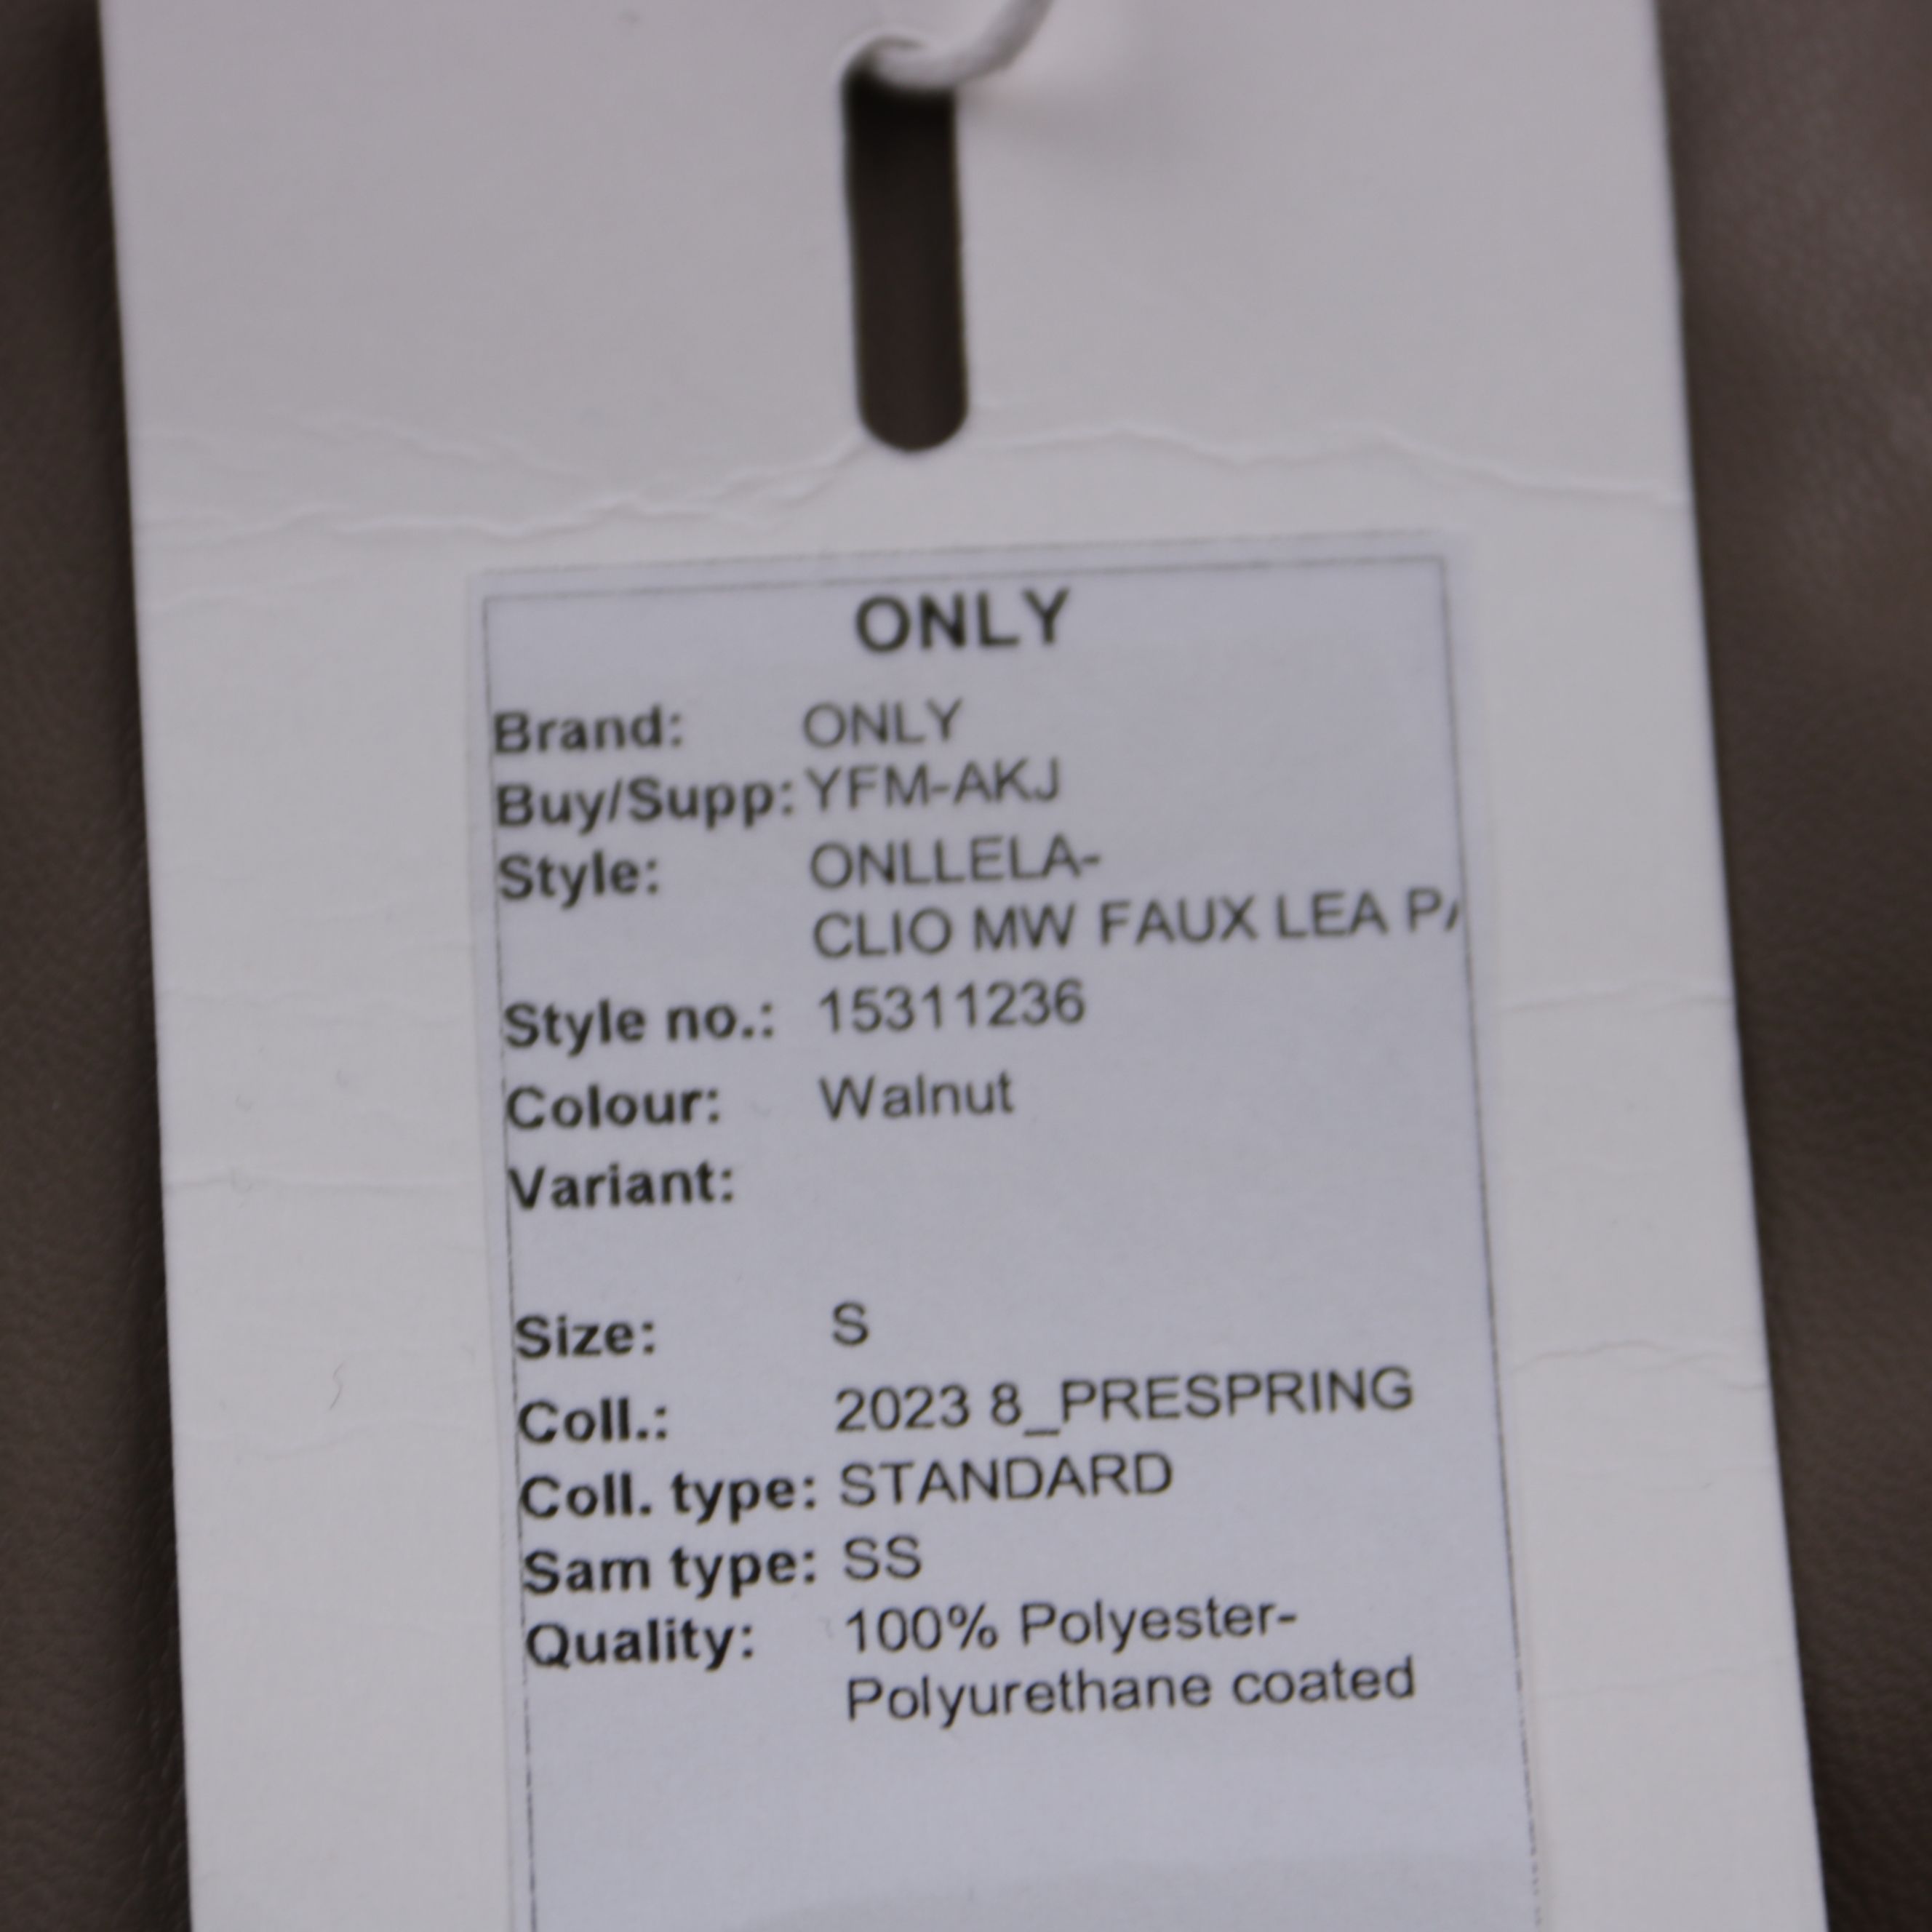 ONLY
Brand: ONLY
Buy/Supp: YFM-AKJ
Style: ONLLELA-
CLIO MW FAUX LEA PA
Style no.: 15311236
Colour: Walnut
Variant:
Size: S
Coll.: 2023 8_PRESPRING
Coll. type: STANDARD
Sam type: SS
Quality: 100% Polyester-
Polyurethane coated